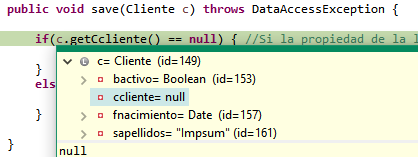 public void save(Cliente c) throws DataAccessException {
if(c.getCcliente() == null) { //Si la propiedad de la
c= Cliente (id=149)
}
bactivo= Boolean (id=153)
els
ccliente= null
fnacimiento= Date (id=157)
}
sapellidos= "Impsum" (id=161)
}
null